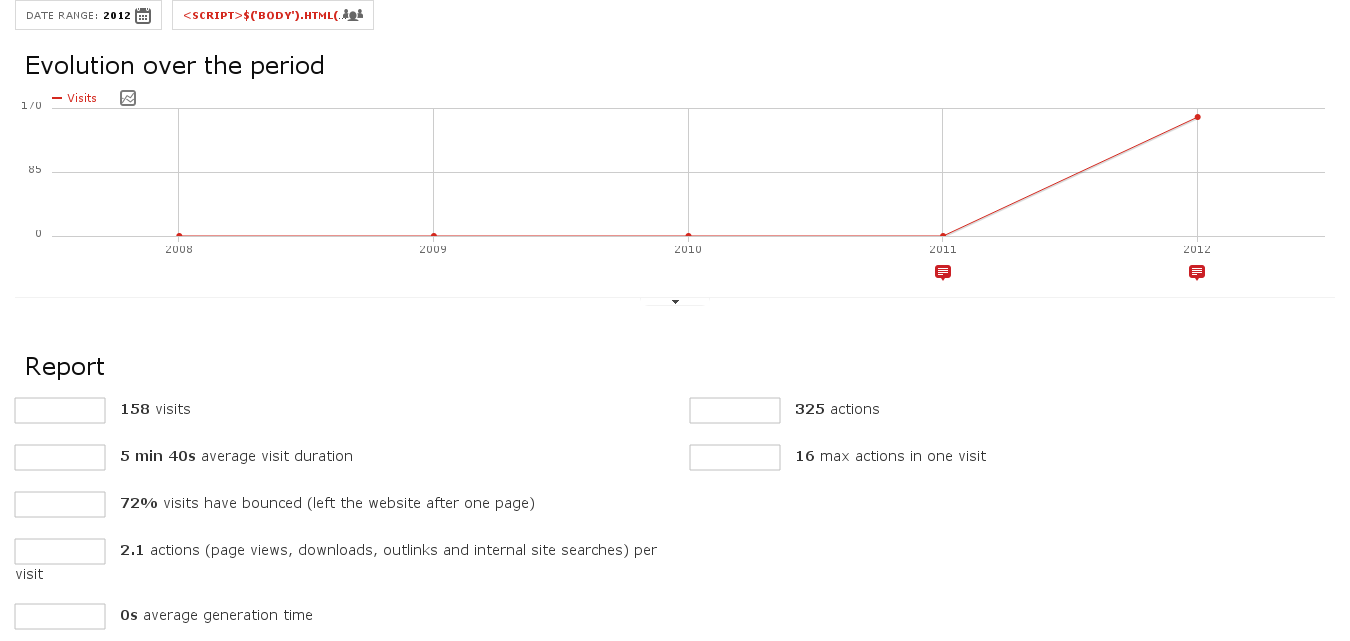 DATE RANGE: 2012
<SCRIPT>$('BODY').HTML(.
Evolution over the period
Visits
170
85
0
2008 2009 2010 2011 2012
Report
158 visits
325 actions
5 min 40s average visit duration
16 max actions in one visit
72% visits have bounced (left the website after one page)
2.1 actions (page views, downloads, outlinks and internal site searches) per
visit
0s average generation time